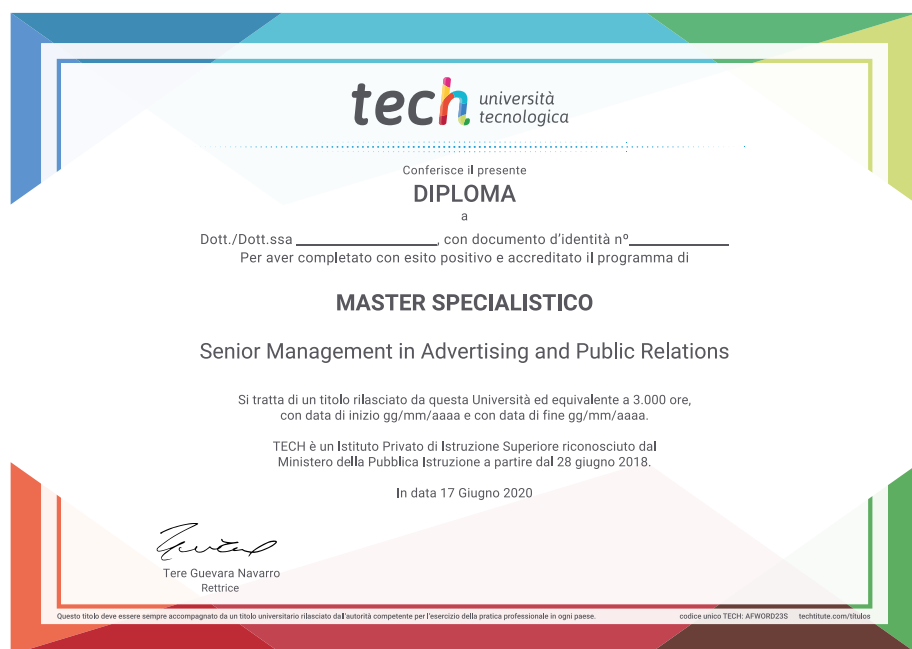 tech università
tecnologica
Conferisce il presente
DIPLOMA
a
Dott./Dott.ssa ____________________, con documento d'identità nº______________
Per aver completato con esito positivo e accreditato il programma di
MASTER SPECIALISTICO
Senior Management in Advertising and Public Relations
Si tratta di un titolo rilasciato da questa Università ed equivalente a 3.000 ore,
con data di inizio gg/mm/aaaa e con data di fine gg/mm/aaaa.
TECH è un Istituto Privato di Istruzione Superiore riconosciuto dal
Ministero della Pubblica Istruzione a partire dal 28 giugno 2018.
In data 17 Giugno 2020
Tere Guevara Navarro
Rettrice
Questo titolo deve essere sempre accompagnato da un titolo universitario rilasciato dall'autorità competente per l'esercizio della pratica professionale in ogni paese. codice unico TECH: AFWORD23S techtitute.com/títulos